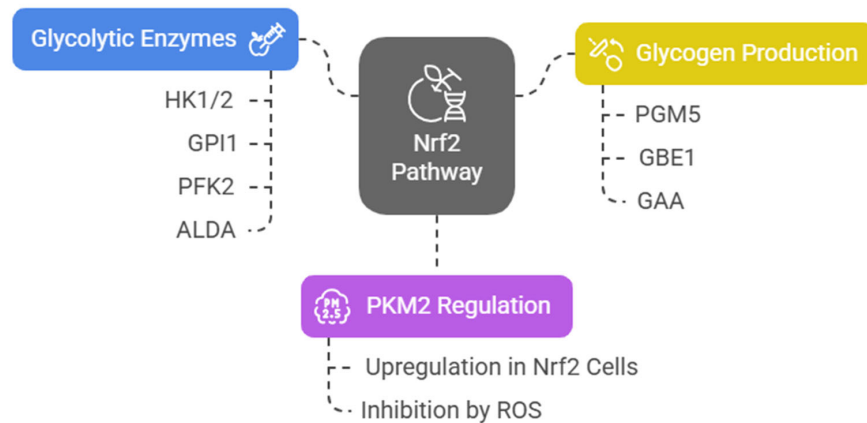 Glycolytic Enzymes
HK1/2
GPI1
PFK2
ALDA
Nrf2
Pathway
Glycogen Production
PGM5
GBE1
GAA
PM
2.5
PKM2 Regulation
Upregulation in Nrf2 Cells
Inhibition by ROS